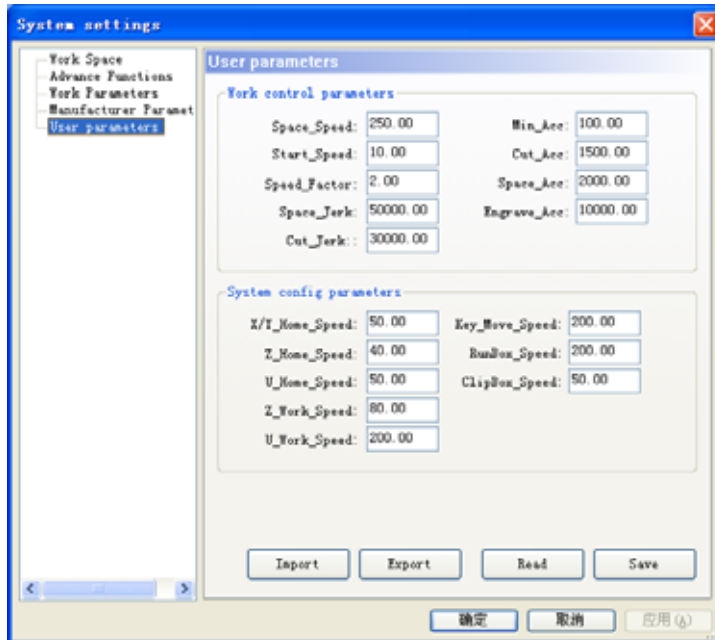 System settings
Work Space
Advance Functions
Work Parameters
Manufacturer Paramet
User parameters
User parameters
Work control parameters
Space_Speed: 250.00 Min_Acc: 100.00
Start_Speed: 10.00 Cut_Acc: 1500.00
Speed_Factor: 2.00 Space_Acc: 2000.00
Space_Jerk: 50000.00 Engrave_Acc: 10000.00
Cut_Jerk:: 30000.00
System config parameters
X/Y_Home_Speed: 50.00 Key_Move_Speed: 200.00
Z_Home_Speed: 40.00 RunBox_Speed: 200.00
U_Home_Speed: 50.00 ClipBox_Speed: 50.00
Z_Work_Speed: 80.00
U_Work_Speed: 200.00
Import Export Read Save
确定 取消 应用(A)